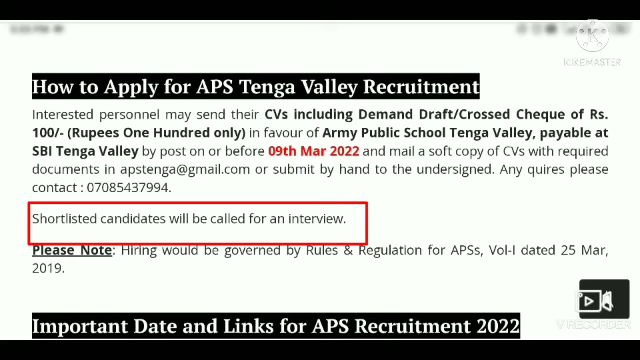 KINEMASTER
How to Apply for APS Tenga Valley Recruitment
Interested personnel may send their CVs including Demand Draft/Crossed Cheque of Rs.
100/- (Rupees One Hundred only) in favour of Army Public School Tenga Valley, payable at
SBI Tenga Valley by post on or before 09th Mar 2022 and mail a soft copy of CVs with required
documents in apstenga@gmail.com or submit by hand to the undersigned. Any quires please
contact : 07085437994.
Shortlisted candidates will be called for an interview.
Please Note: Hiring would be governed by Rules & Regulation for APSs, Vol-I dated 25 Mar,
2019.
V RECORDER
Important Date and Links for APS Recruitment 2022